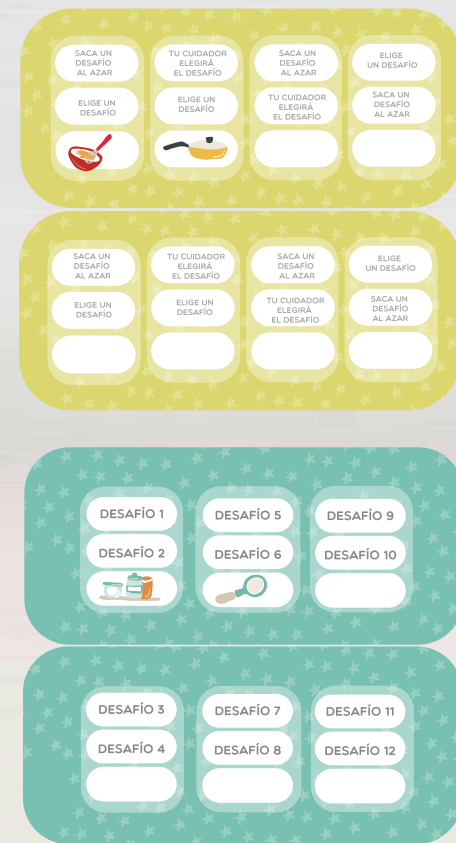 SACA UN
DESAFÍO
AL AZAR
ELIGE UN
DESAFÍO
TU CUIDADOR
ELEGIRÁ
EL DESAFÍO
ELIGE UN
DESAFÍO
SACA UN
DESAFÍO
AL AZAR
TU CUIDADOR
ELEGIRÁ
EL DESAFÍO
ELIGE
UN DESAFÍO
SACA UN
DESAFÍO
AL AZAR
SACA UN
DESAFÍO
AL AZAR
ELIGE UN
DESAFÍO
TU CUIDADOR
ELEGIRÁ
EL DESAFÍO
ELIGE UN
DESAFÍO
SACA UN
DESAFÍO
AL AZAR
TU CUIDADOR
ELEGIRÁ
EL DESAFÍO
ELIGE
UN DESAFÍO
SACA UN
DESAFÍO
AL AZAR
DESAFÍO 1
DESAFÍO 2
DESAFÍO 5
DESAFÍO 6
DESAFÍO 9
DESAFÍO 10
DESAFÍO 3
DESAFÍO 4
DESAFÍO 7
DESAFÍO 8
DESAFÍO 11
DESAFÍO 12